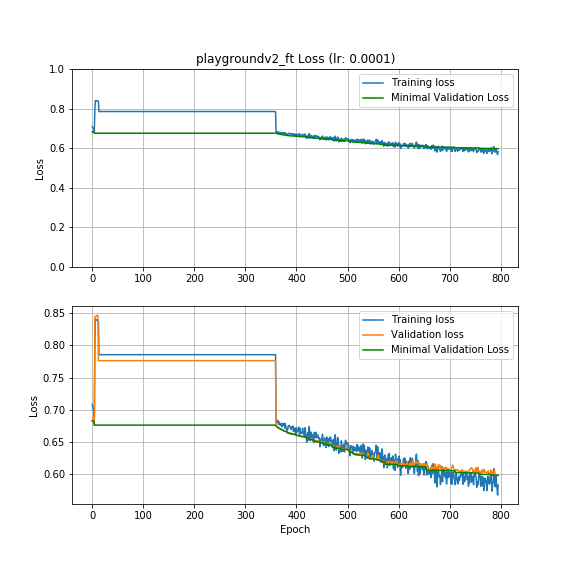 playgroundv2_ft Loss (lr: 0.0001)
1.0
0.8
0.6
0.4
0.2
0.0
Loss
Training loss
Minimal Validation Loss
0 100 200 300 400 500 600 700 800
0.85
0.80
0.75
0.70
0.65
0.60
Loss
Training loss
Validation loss
Minimal Validation Loss
0 100 200 300 400 500 600 700 800
Epoch